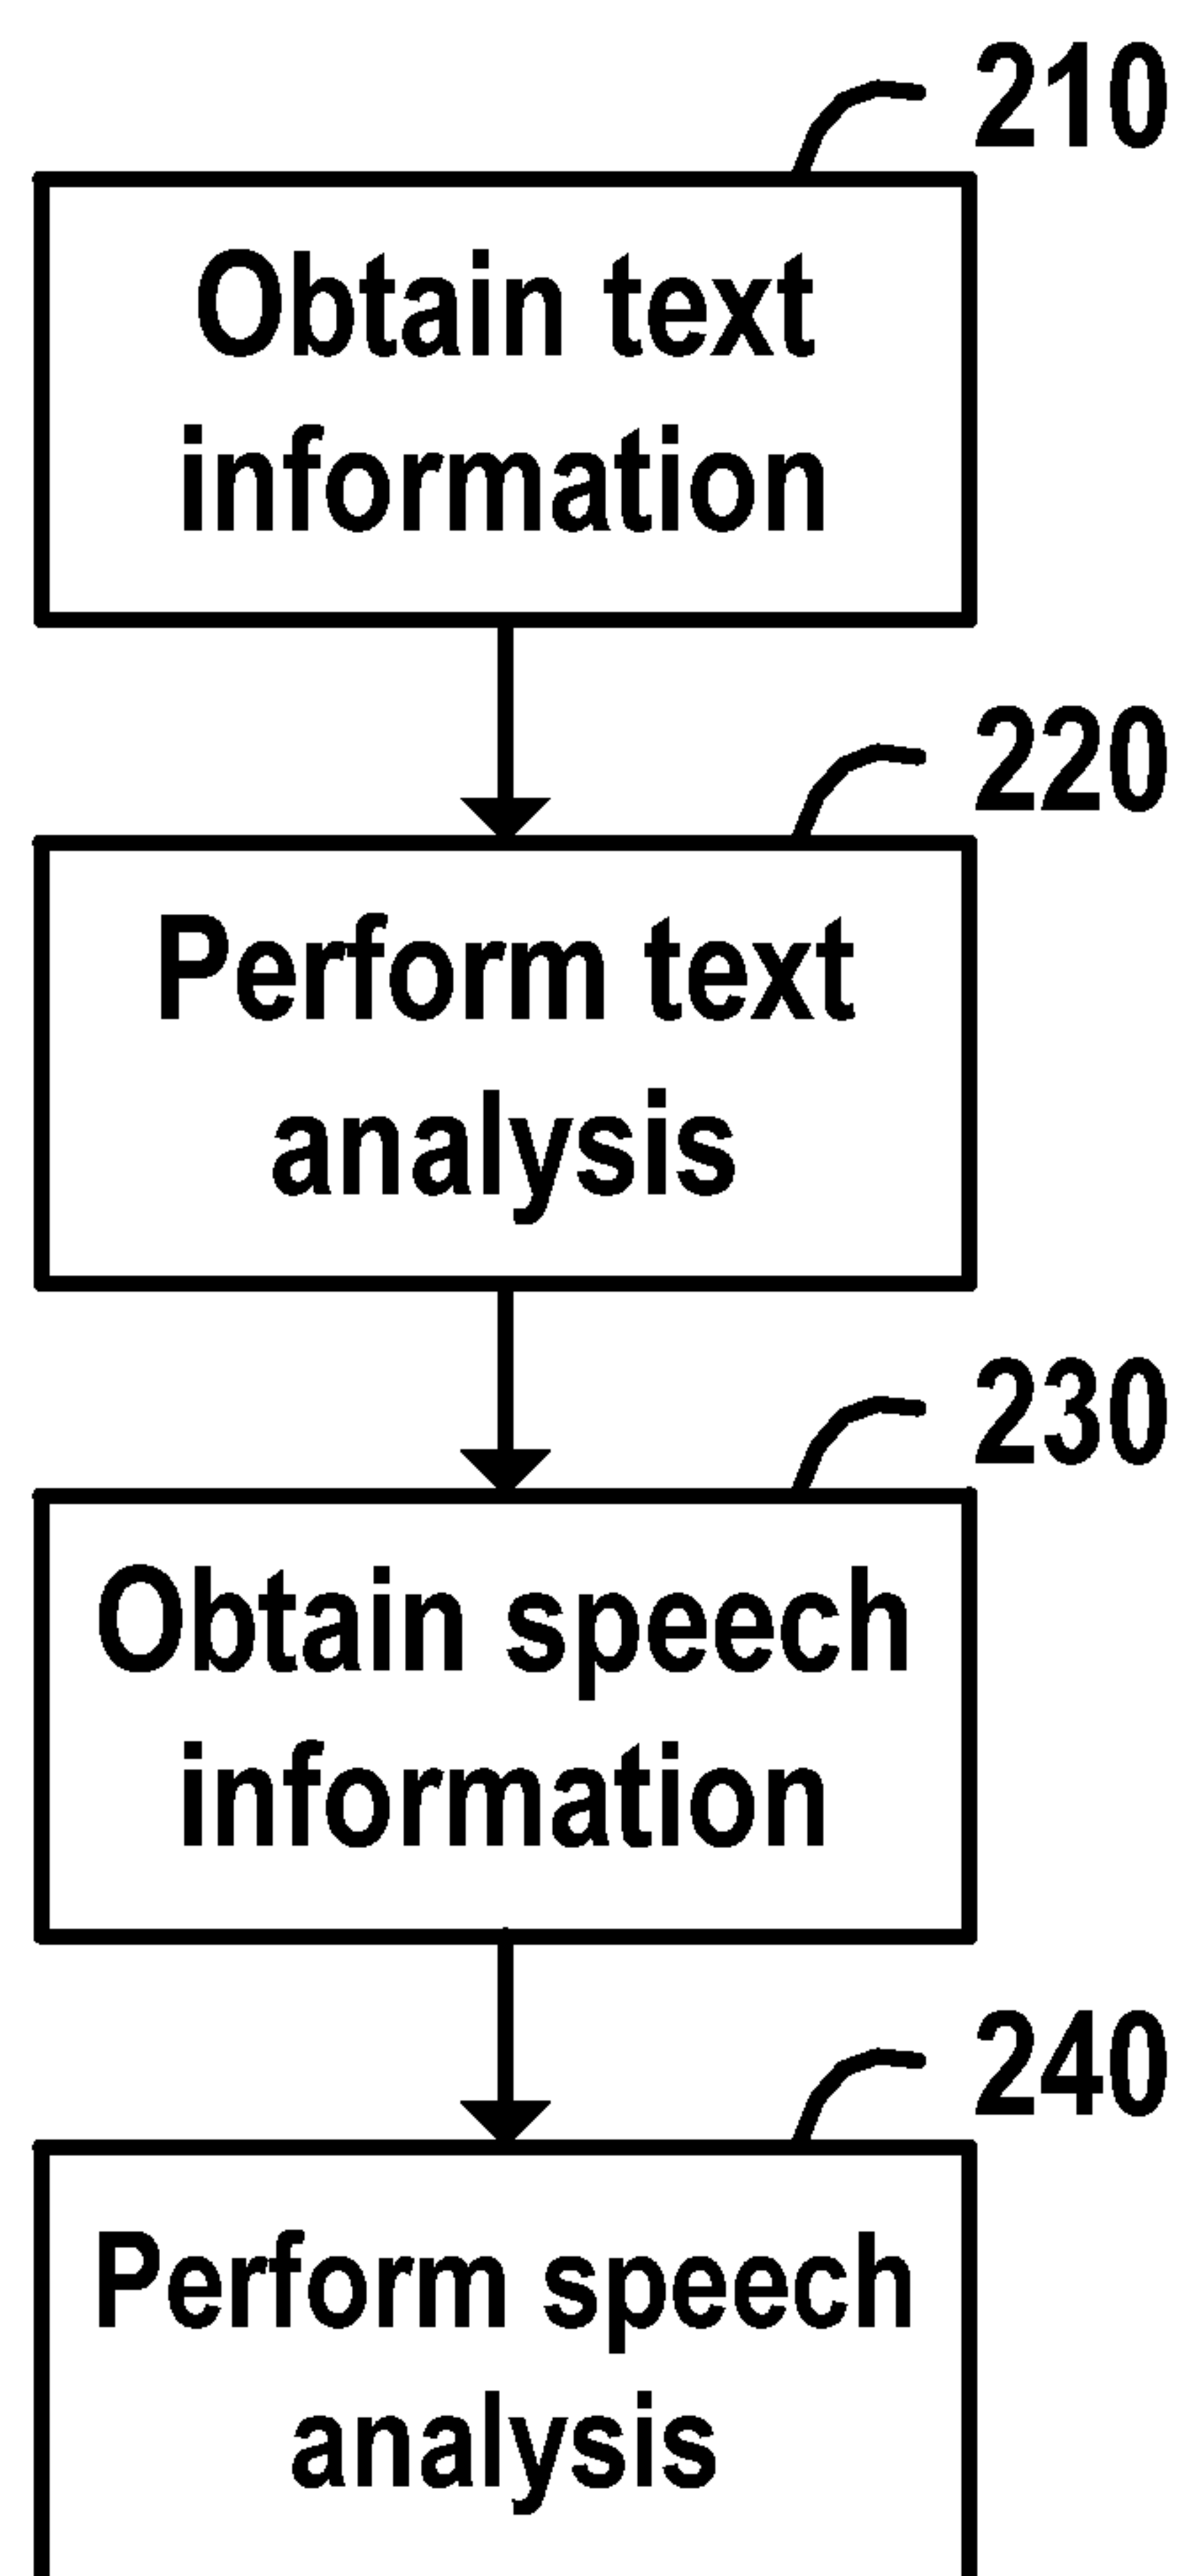 210
Obtain text
information
220
Perform text
analysis
230
Obtain speech
information
240
Perform speech
analysis